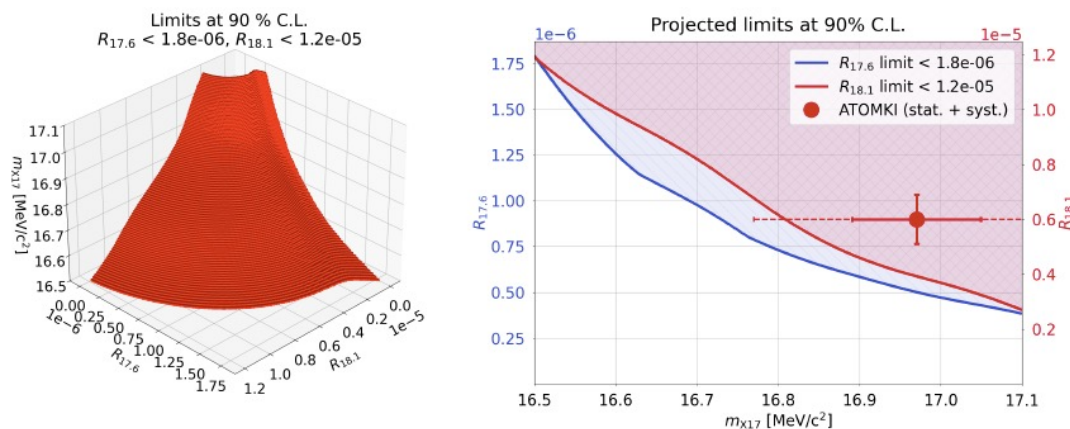 Limits at 90 % C.L.
R17.6 < 1.8e-06, R18.1 < 1.2e-05
17.1
17.0
16.9
16.8
16.7
16.6
16.5
mX17 [MeV/c²]
0.00
0.25
0.50
0.75
1.00
1.25
1.50
1.75
1e−6
R17.6
0.0
0.2
0.4
0.6
0.8
1.0
1.2
1e−5
R18.1
Projected limits at 90% C.L.
1e−6
1e−5
1.75
1.50
1.25
1.00
0.75
0.50
0.25
R17.6
R17.6 limit < 1.8e-06
R18.1 limit < 1.2e-05
ATOMKI (stat. + syst.)
1.2
1.0
0.8
0.6
0.4
0.2
R18.1
16.5
16.6
16.7
16.8
16.9
17.0
17.1
mX17 [MeV/c²]